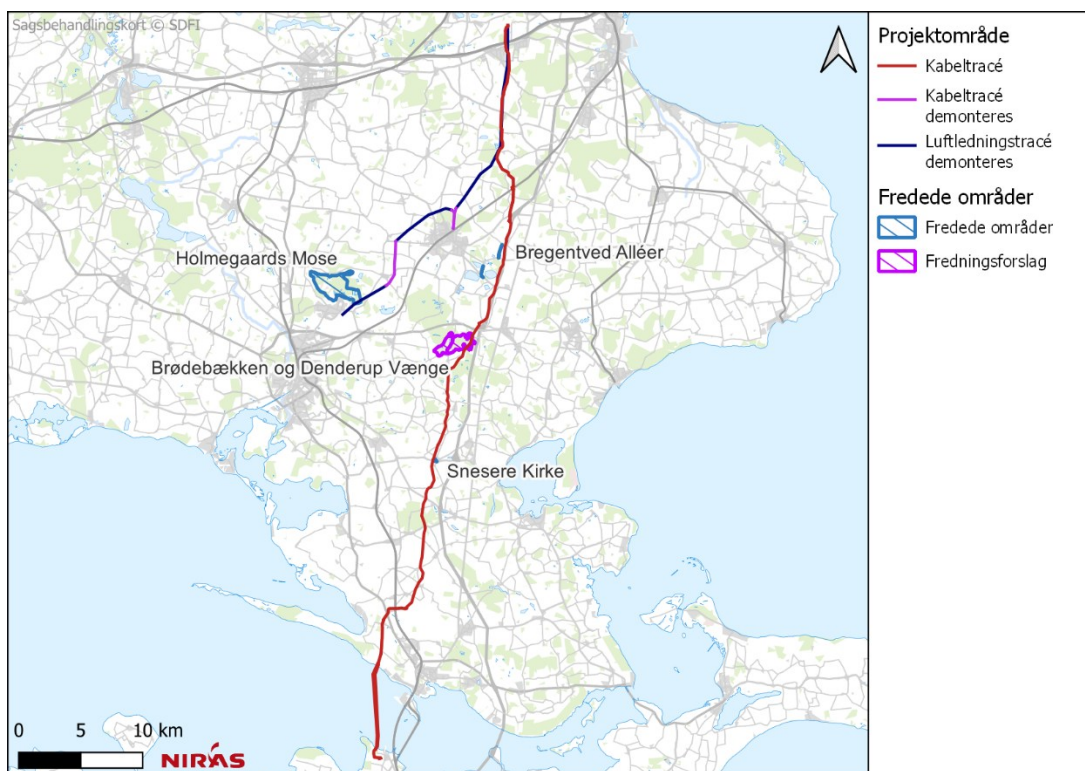 Sagsbehandlingskort © SDFI
Holmegaards Mose
Bregentved Alléer
Brødebækken og Denderup Vænge
Snesere Kirke
0 5 10 km
NIRAS
Projektområde
Kabeltracé
Kabeltracé
demonteres
Luftledningstracé
demonteres
Fredede områder
Fredede områder
Fredningsforslag